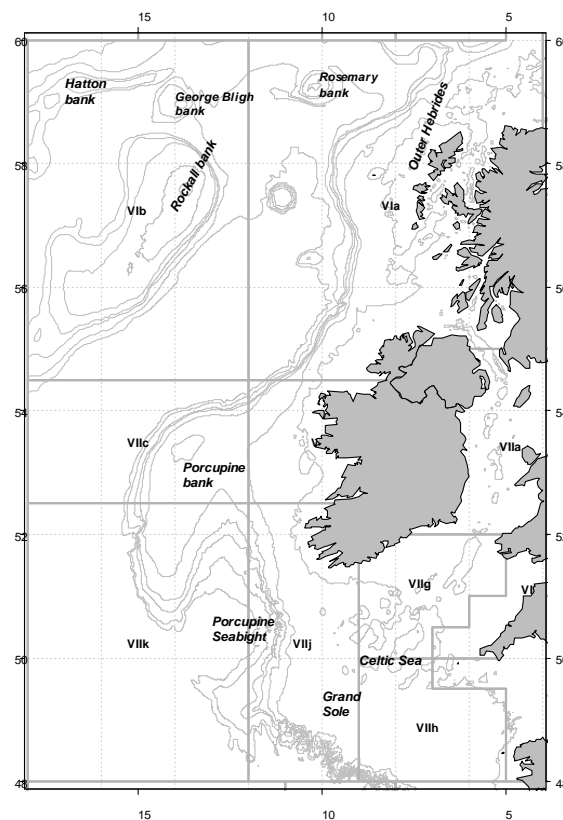 15 10 5
60
Hatton
bank
George Bligh
bank
Rosemary
bank
Outer Hebrides
58
Rockall bank
VIb
VIa
56
54
VIIc
VIIa
Porcupine
bank
52
VIIg
Porcupine
Seabight
VIIk
VIIj
50
Celtic Sea
Grand
Sole
VIIh
48
15 10 5